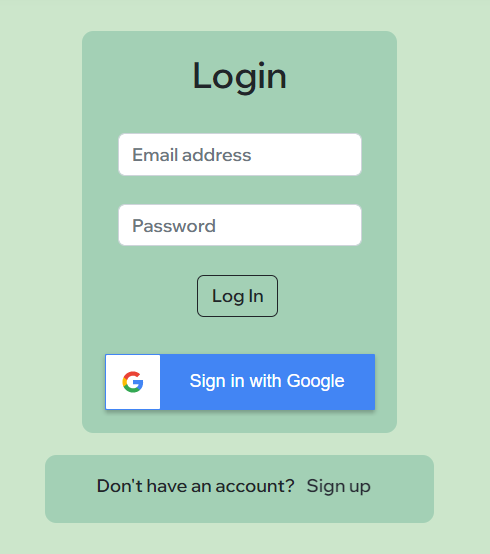 Login
Email address
Password
Log In
Sign in with Google
Don't have an account? Sign up